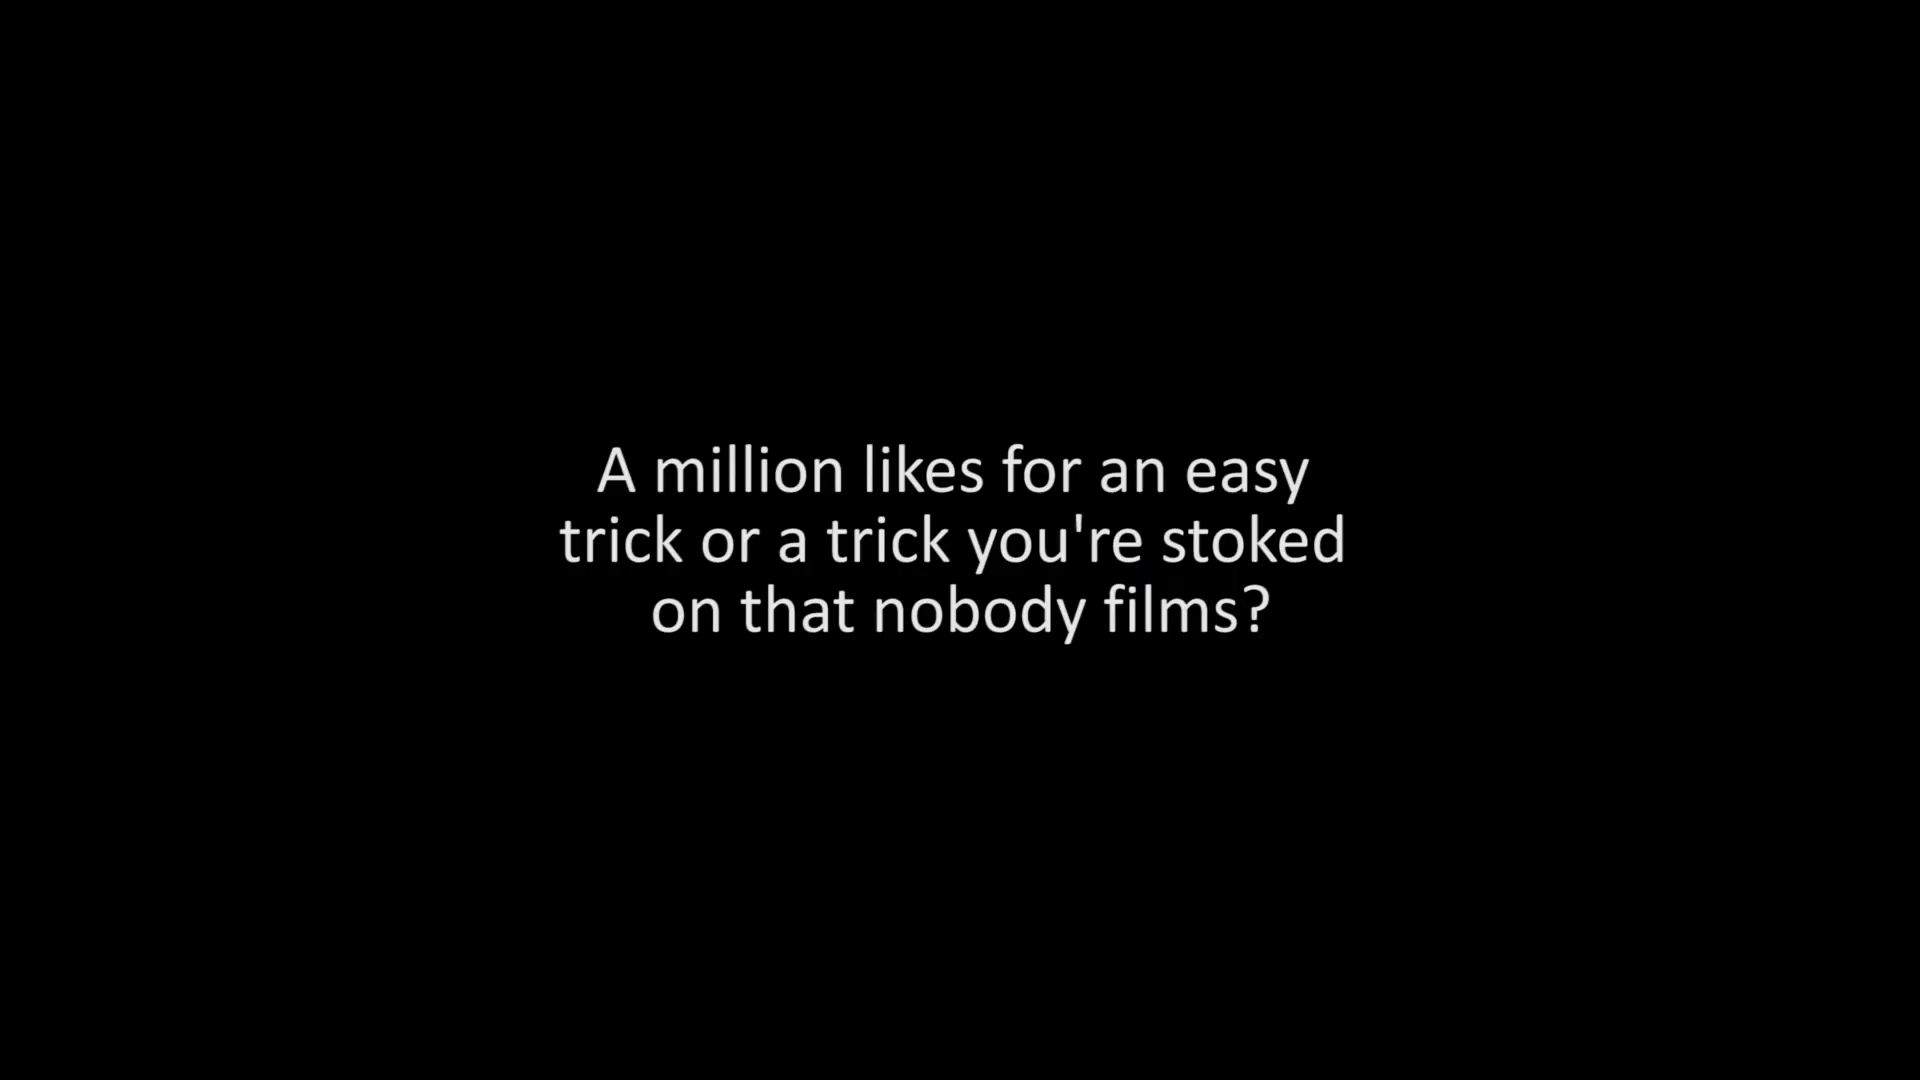 A million likes for an easy
trick or a trick you're stoked
on that nobody films?